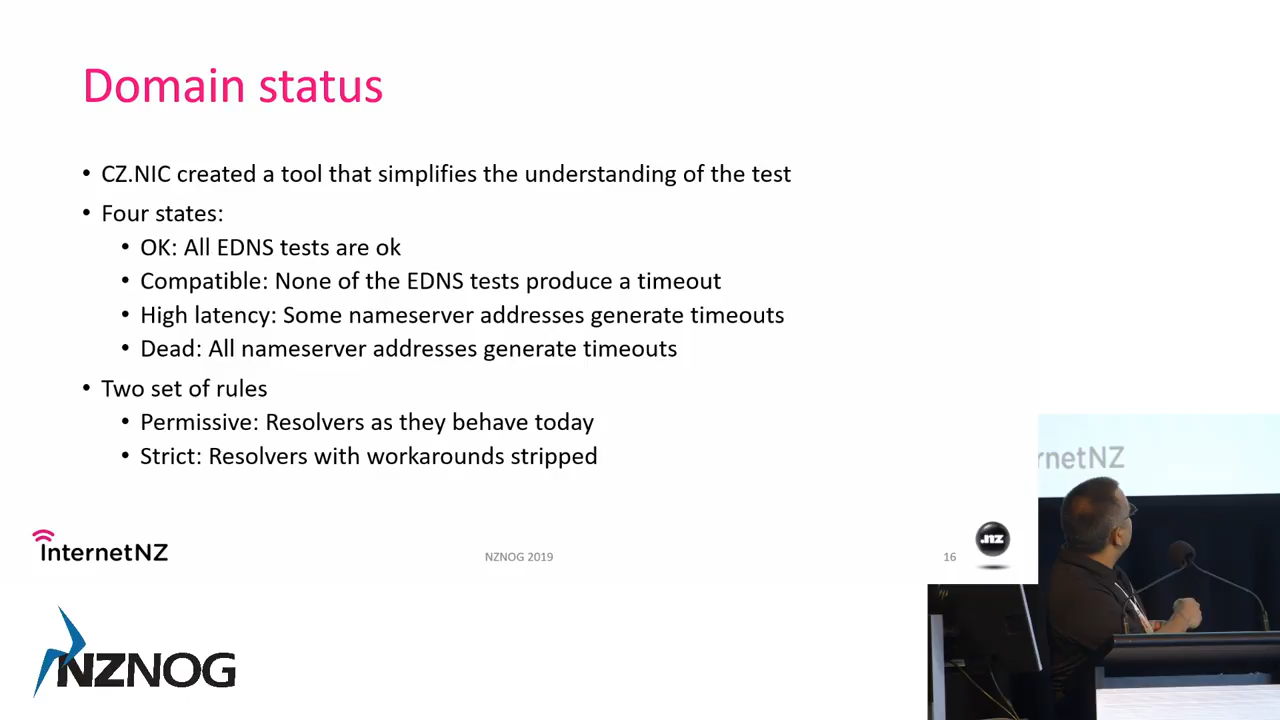 Domain status
• CZ.NIC created a tool that simplifies the understanding of the test
• Four states:
• OK: All EDNS tests are ok
• Compatible: None of the EDNS tests produce a timeout
• High latency: Some nameserver addresses generate timeouts
• Dead: All nameserver addresses generate timeouts
• Two set of rules
• Permissive: Resolvers as they behave today
• Strict: Resolvers with workarounds stripped
rnetNZ
internetNZ
NZNOG 2019
16
.nz
NZNOG